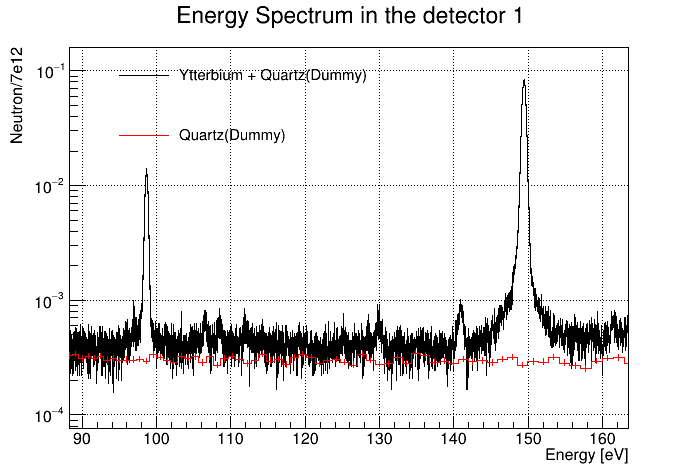 Energy Spectrum in the detector 1
Neutron/7e12
Ytterbium + Quartz(Dummy)
Quartz(Dummy)
10⁻¹
10⁻²
10⁻³
10⁻⁴
90 100 110 120 130 140 150 160
Energy [eV]